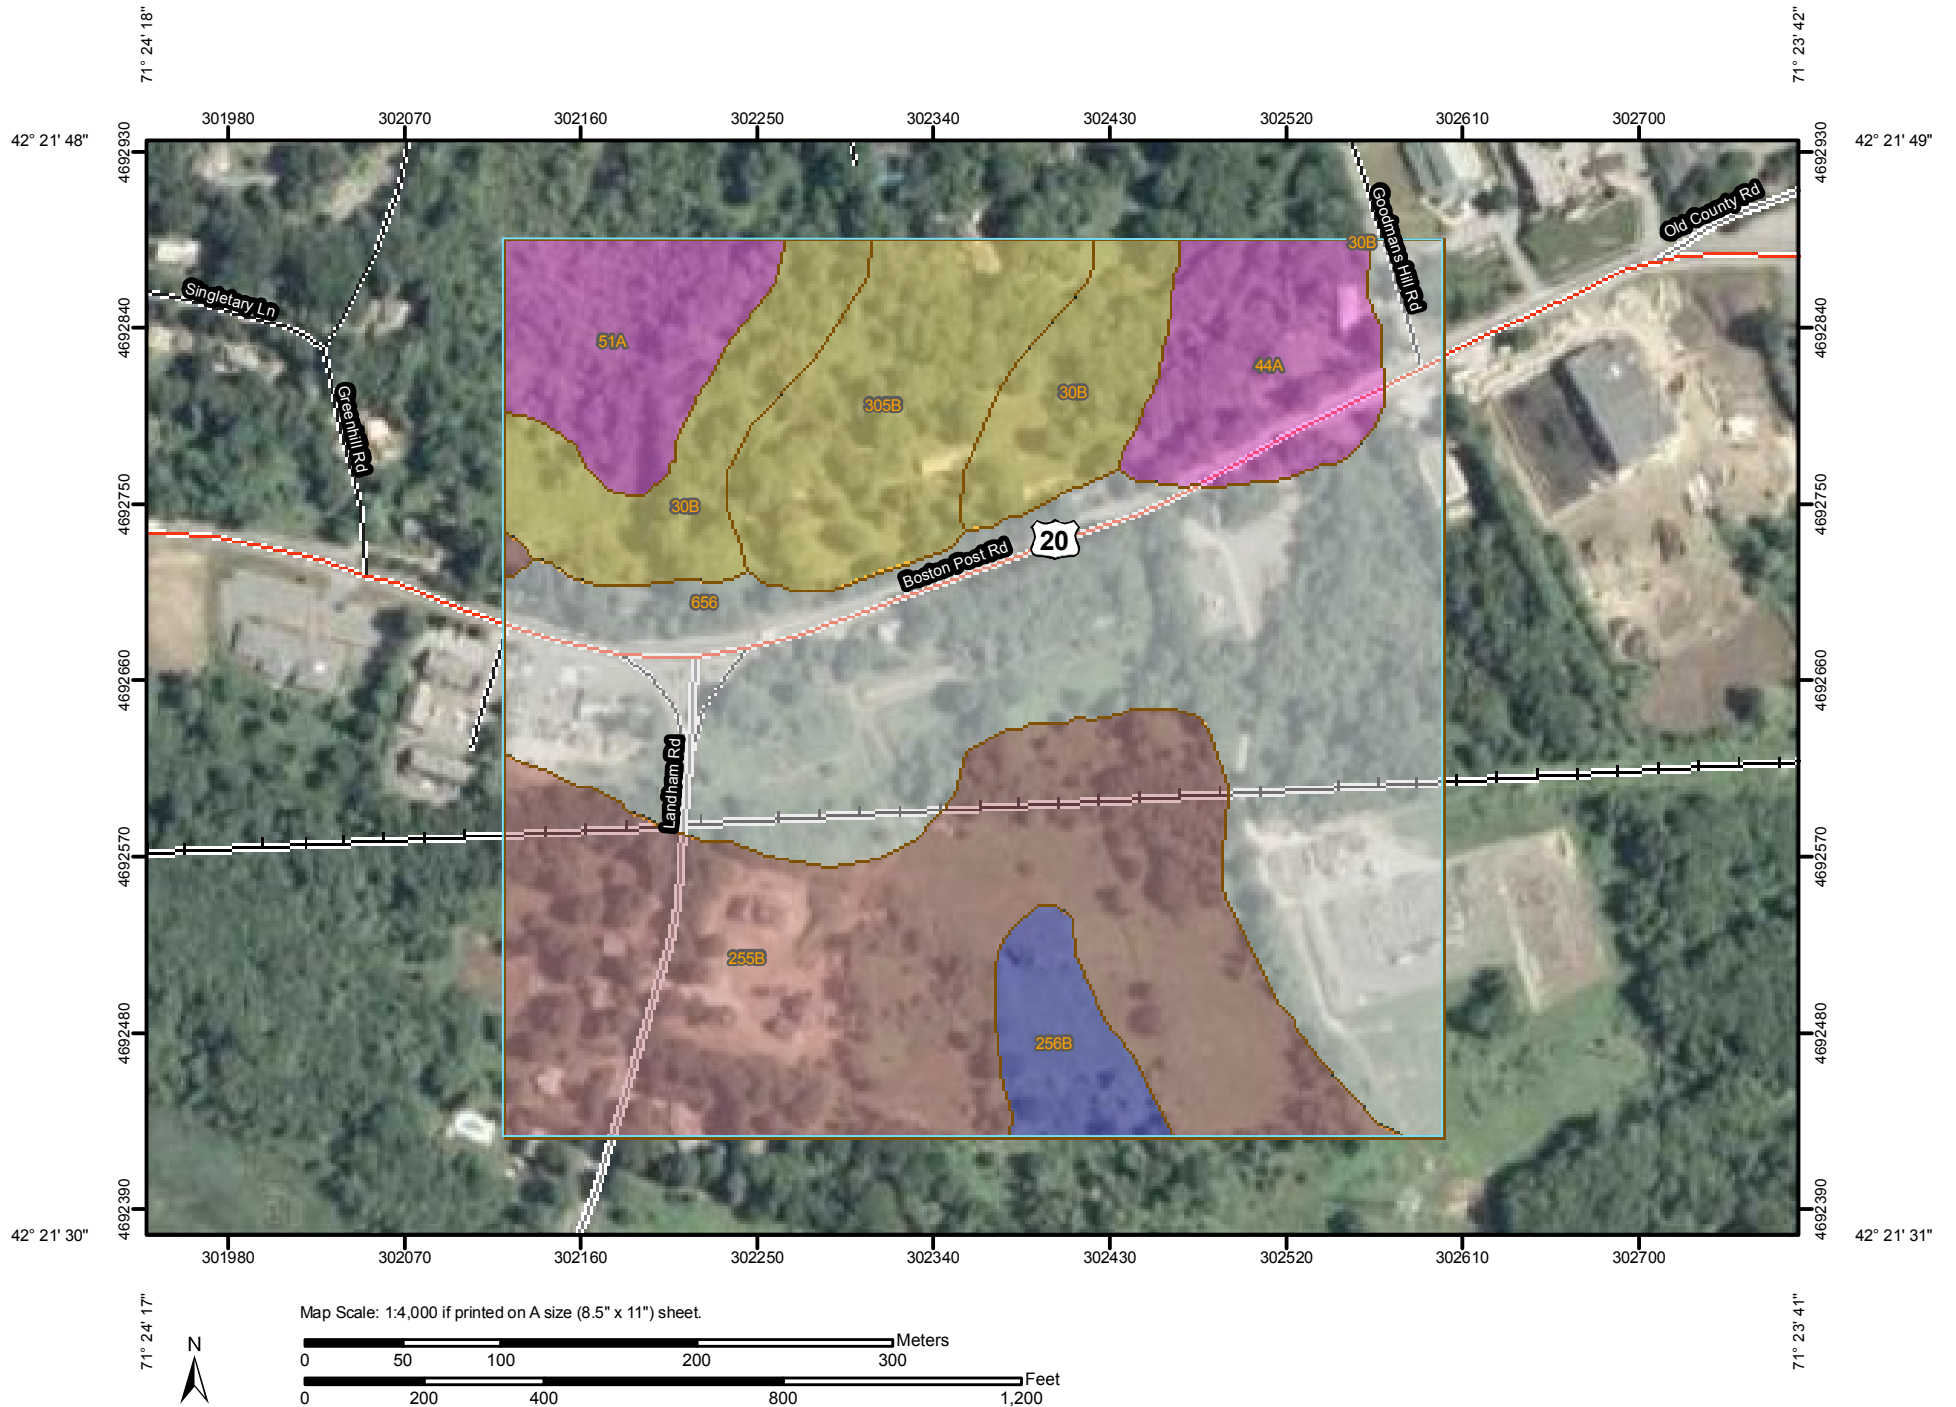 71° 24' 18"
71° 23' 42"
301980 302070 302160 302250 302340 302430 302520 302610 302700
42° 21' 48"
42° 21' 49"
4692930
4692930
4692840
4692840
4692750
4692750
4692660
4692660
4692570
4692570
4692480
4692480
4692390
4692390
Goodmans Hill Rd
Old County Rd
30B
Singletary Ln
51A
44A
30B
305B
Greenhill Rd
30B
20
Boston Post Rd
656
Landham Rd
255B
256B
42° 21' 30"
42° 21' 31"
301980 302070 302160 302250 302340 302430 302520 302610 302700
71° 24' 17"
71° 23' 41"
Map Scale: 1:4,000 if printed on A size (8.5" x 11") sheet.
N
Meters
0 50 100 200 300
Feet
0 200 400 800 1,200